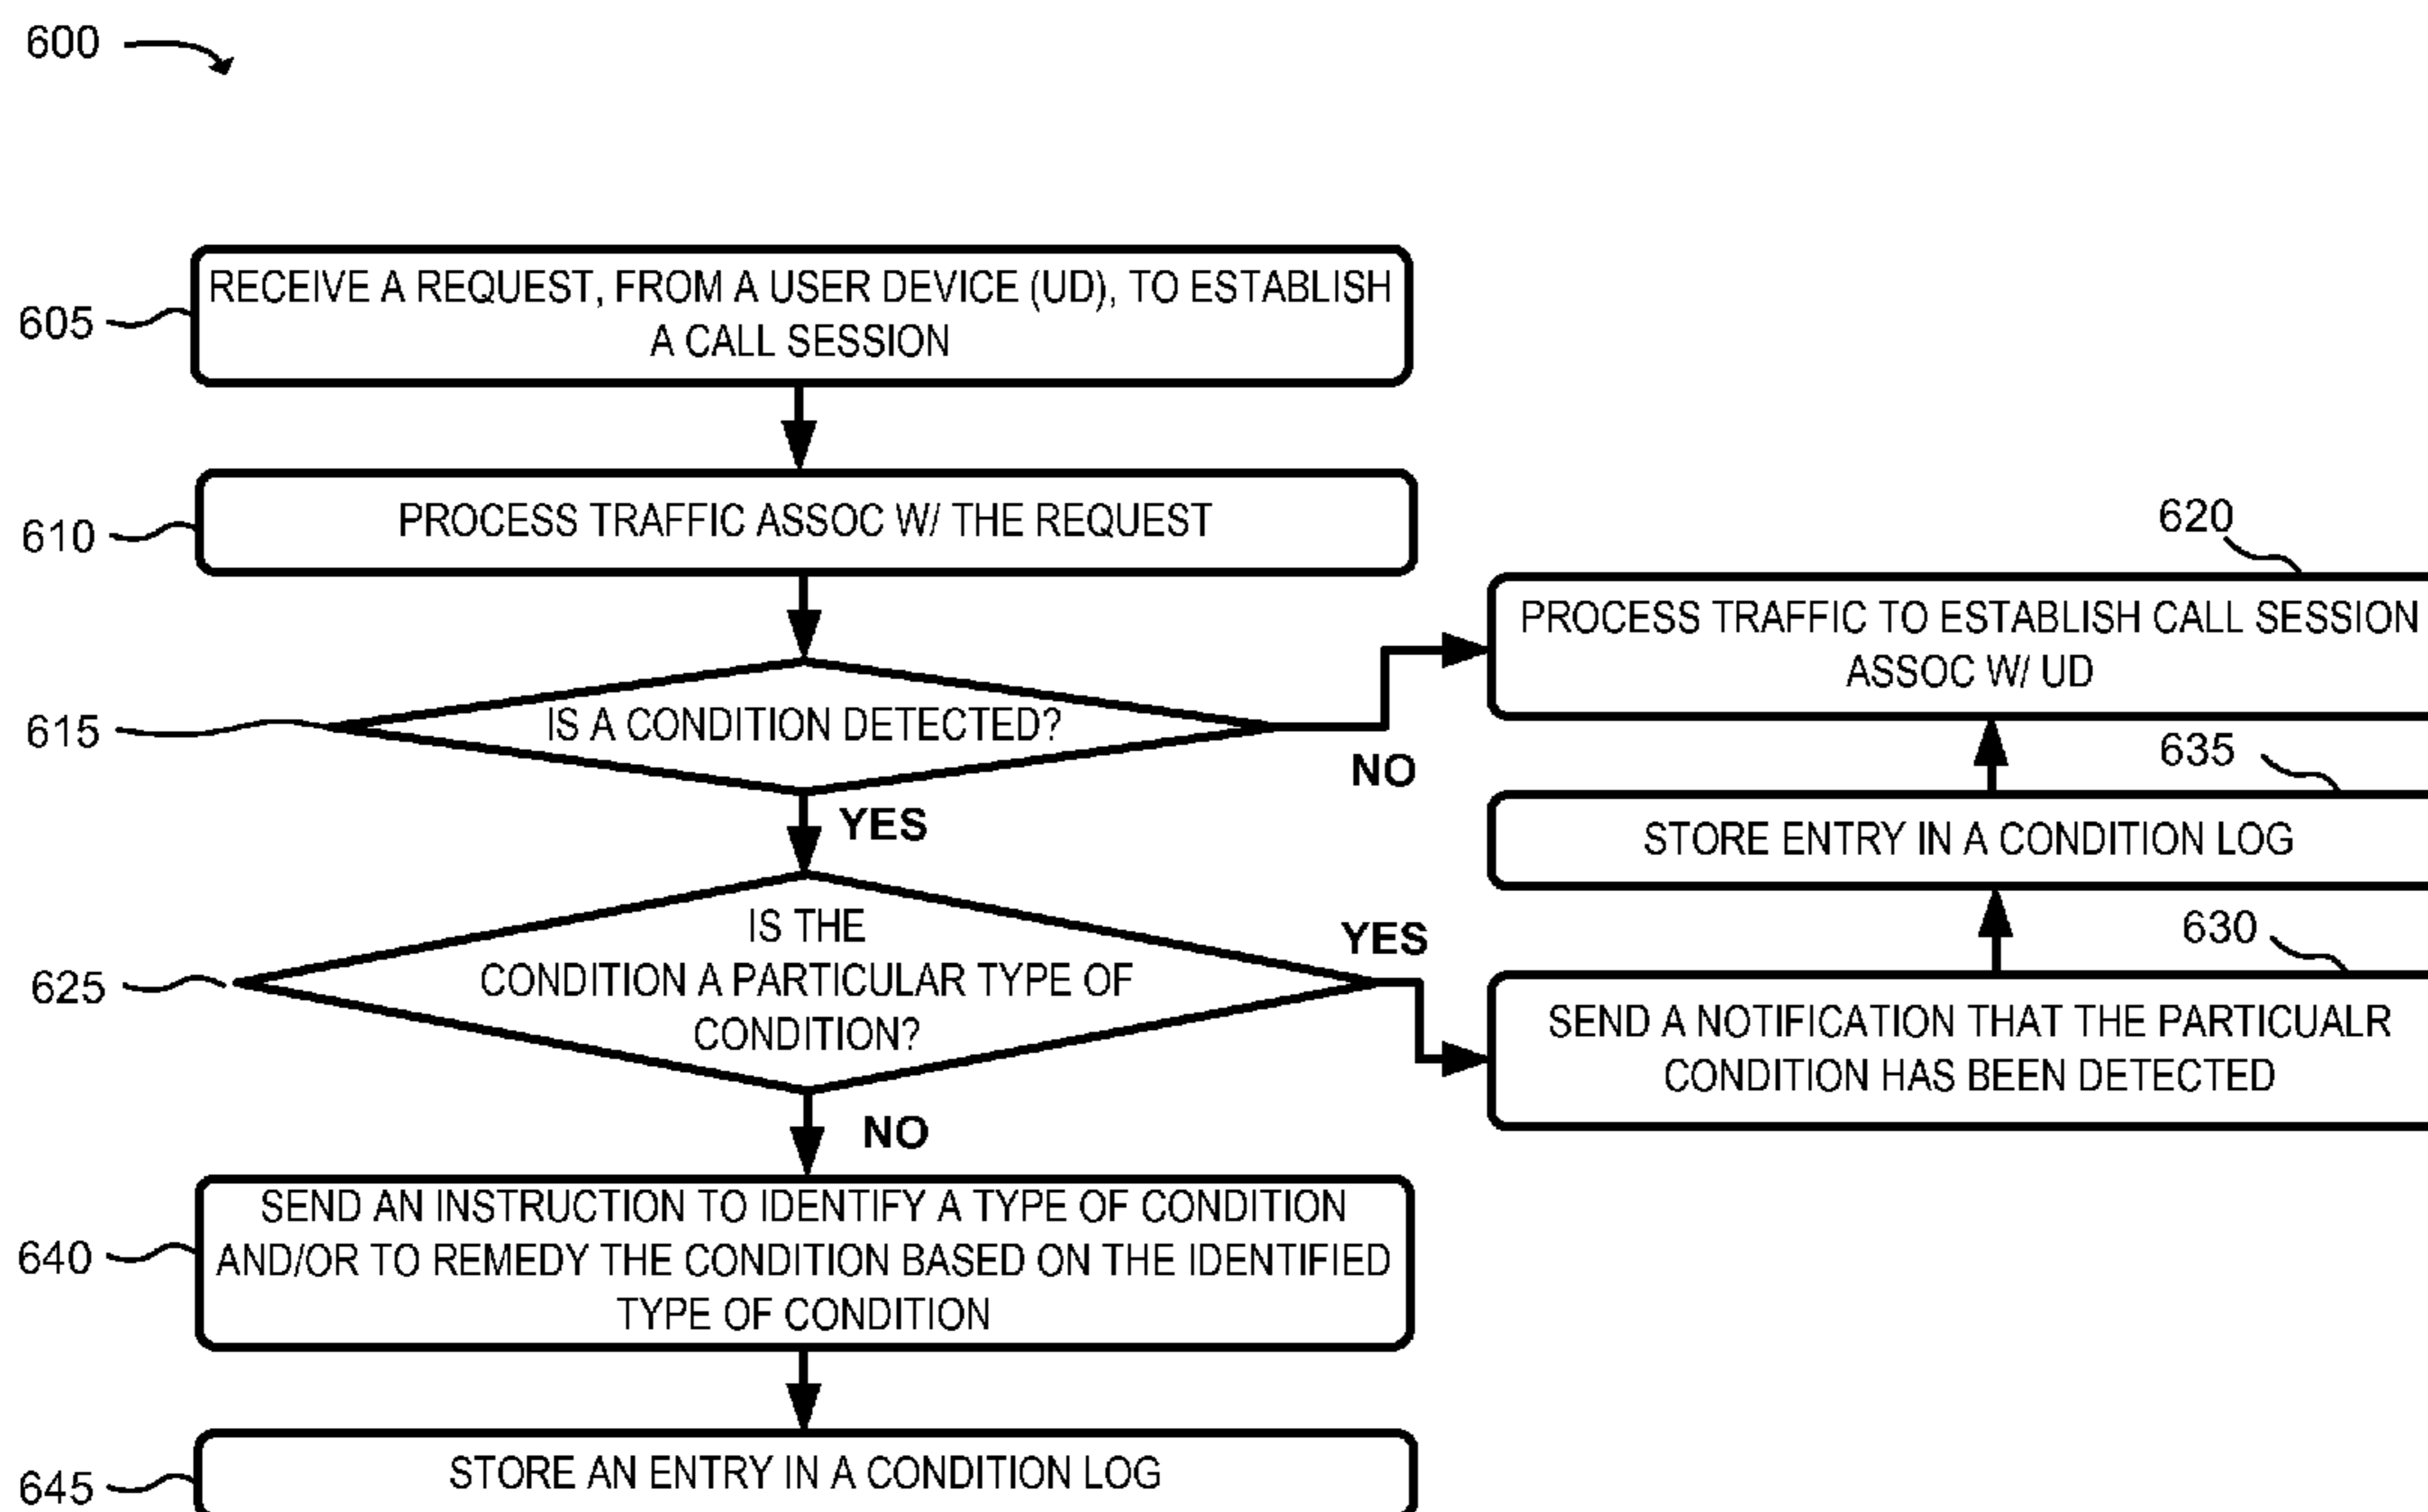 600
605
RECEIVE A REQUEST, FROM A USER DEVICE (UD), TO ESTABLISH
A CALL SESSION
610
PROCESS TRAFFIC ASSOC W/ THE REQUEST
615
IS A CONDITION DETECTED?
NO
620
PROCESS TRAFFIC TO ESTABLISH CALL SESSION
ASSOC W/ UD
YES
635
STORE ENTRY IN A CONDITION LOG
625
IS THE
CONDITION A PARTICULAR TYPE OF
CONDITION?
YES
630
SEND A NOTIFICATION THAT THE PARTICUALR
CONDITION HAS BEEN DETECTED
NO
640
SEND AN INSTRUCTION TO IDENTIFY A TYPE OF CONDITION
AND/OR TO REMEDY THE CONDITION BASED ON THE IDENTIFIED
TYPE OF CONDITION
645
STORE AN ENTRY IN A CONDITION LOG